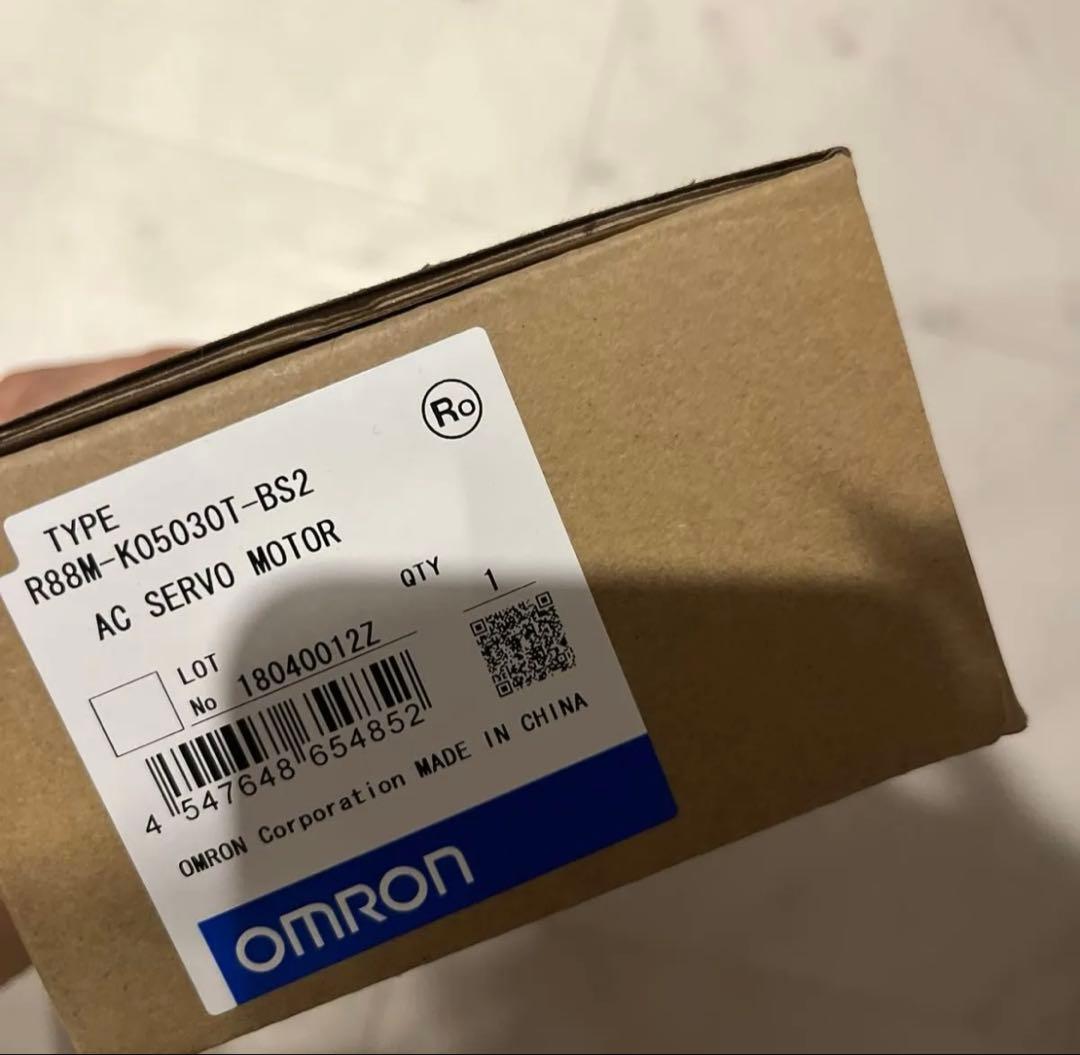 Ro
TYPE
R88M-K05030T-BS2
AC SERVO MOTOR
QTY 1
LOT
No 18040012Z
4 547648 654852
OMRON Corporation MADE IN CHINA
OMRON